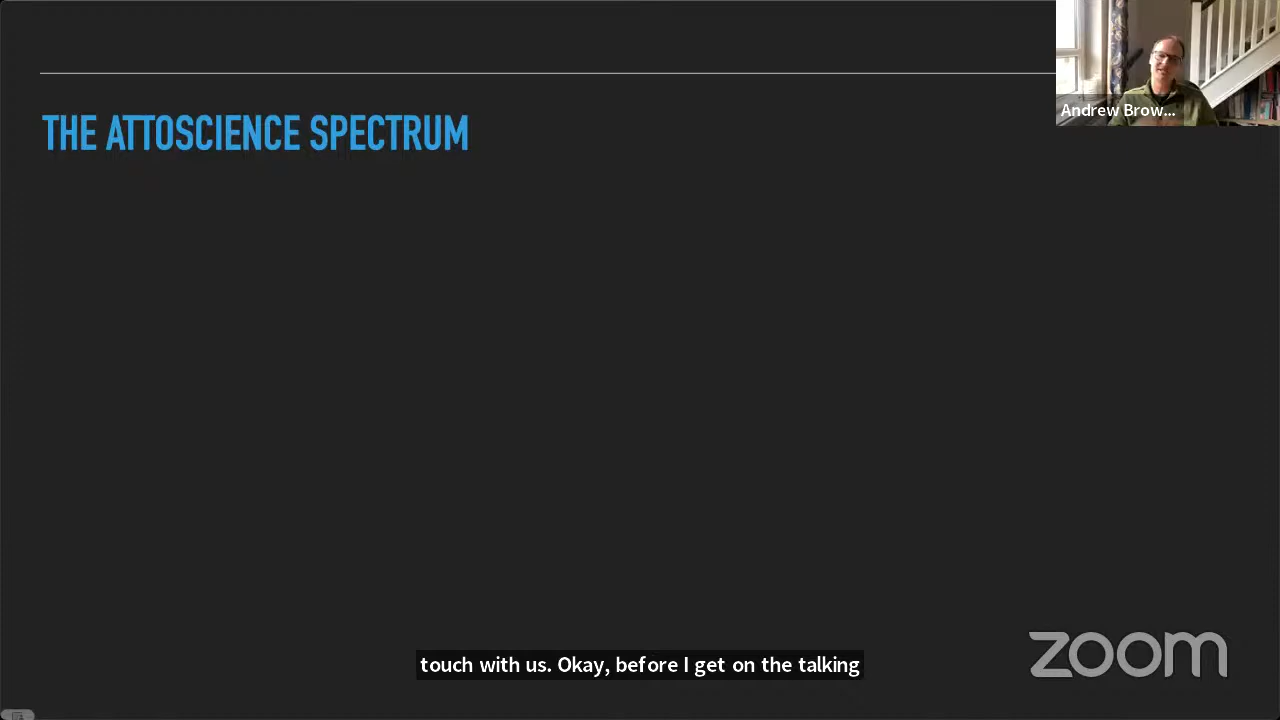 THE ATTOSCIENCE SPECTRUM
Andrew Brow...
touch with us. Okay, before I get on the talking
zoom